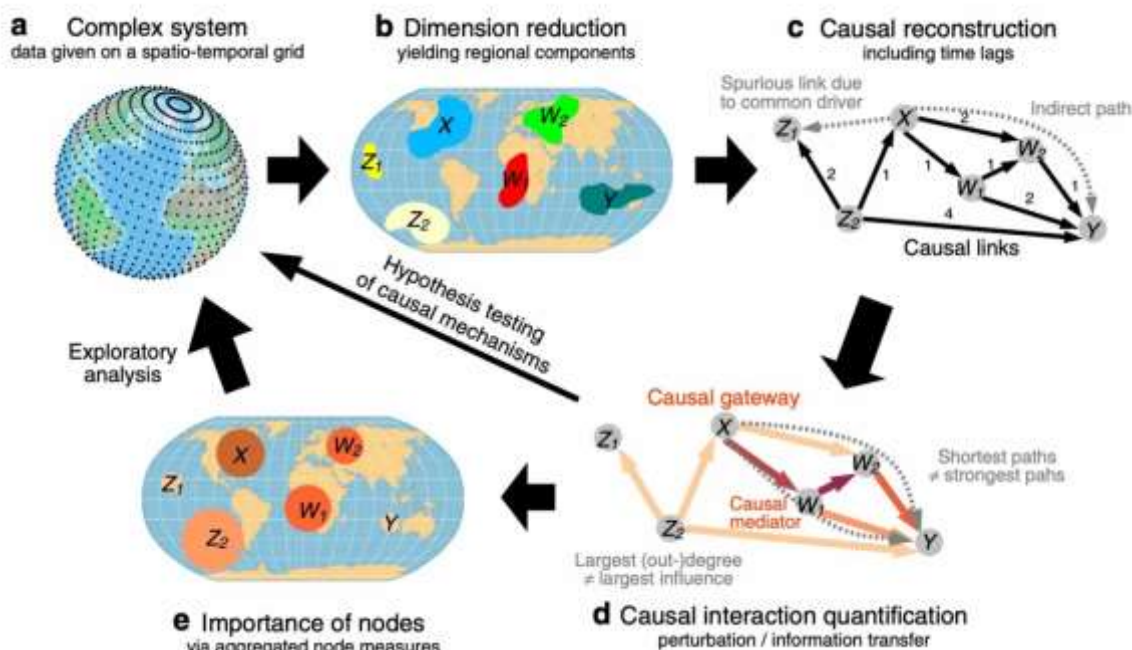 a Complex system
data given on a spatio-temporal grid
b Dimension reduction
yielding regional components
X
W2
Z1
W1
Y
Z2
c Causal reconstruction
including time lags
Spurious link due
to common driver
Indirect path
Z1
X
2
W2
1
1
2
1
W1
2
1
Z2
4
Y
Causal links
Hypothesis testing
of causal mechanisms
Exploratory
analysis
Causal gateway
X
Z1
W2
Shortest paths
≠ strongest pahs
W1
Causal
mediator
Z2
Y
Largest (out-)degree
≠ largest influence
d Causal interaction quantification
perturbation / information transfer
X
W2
Z1
W1
Y
Z2
e Importance of nodes
via aggregated node measures